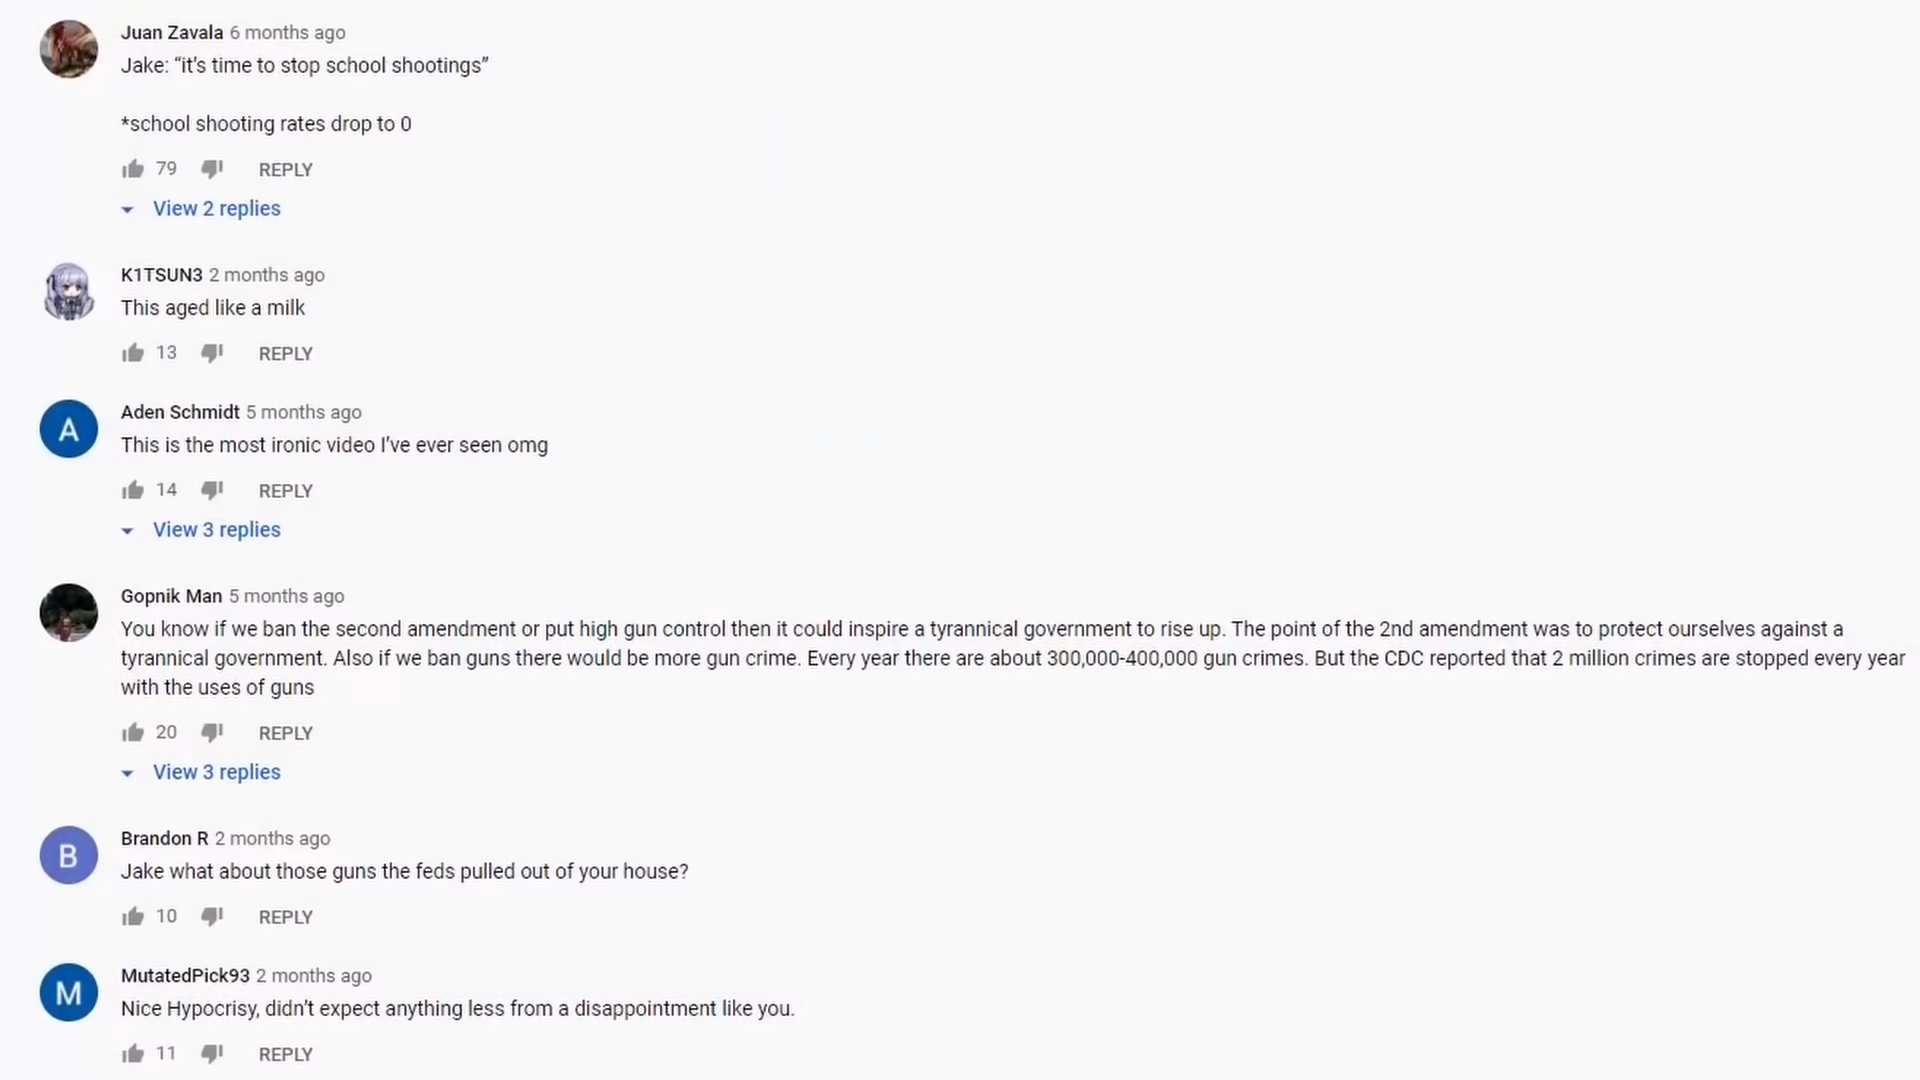 Juan Zavala 6 months ago
Jake: “it’s time to stop school shootings”
*school shooting rates drop to 0
79 REPLY
View 2 replies
K1TSUN3 2 months ago
This aged like a milk
13 REPLY
A
Aden Schmidt 5 months ago
This is the most ironic video I’ve ever seen omg
14 REPLY
View 3 replies
Gopnik Man 5 months ago
You know if we ban the second amendment or put high gun control then it could inspire a tyrannical government to rise up. The point of the 2nd amendment was to protect ourselves against a
tyrannical government. Also if we ban guns there would be more gun crime. Every year there are about 300,000-400,000 gun crimes. But the CDC reported that 2 million crimes are stopped every year
with the uses of guns
20 REPLY
View 3 replies
B
Brandon R 2 months ago
Jake what about those guns the feds pulled out of your house?
10 REPLY
M
MutatedPick93 2 months ago
Nice Hypocrisy, didn’t expect anything less from a disappointment like you.
11 REPLY